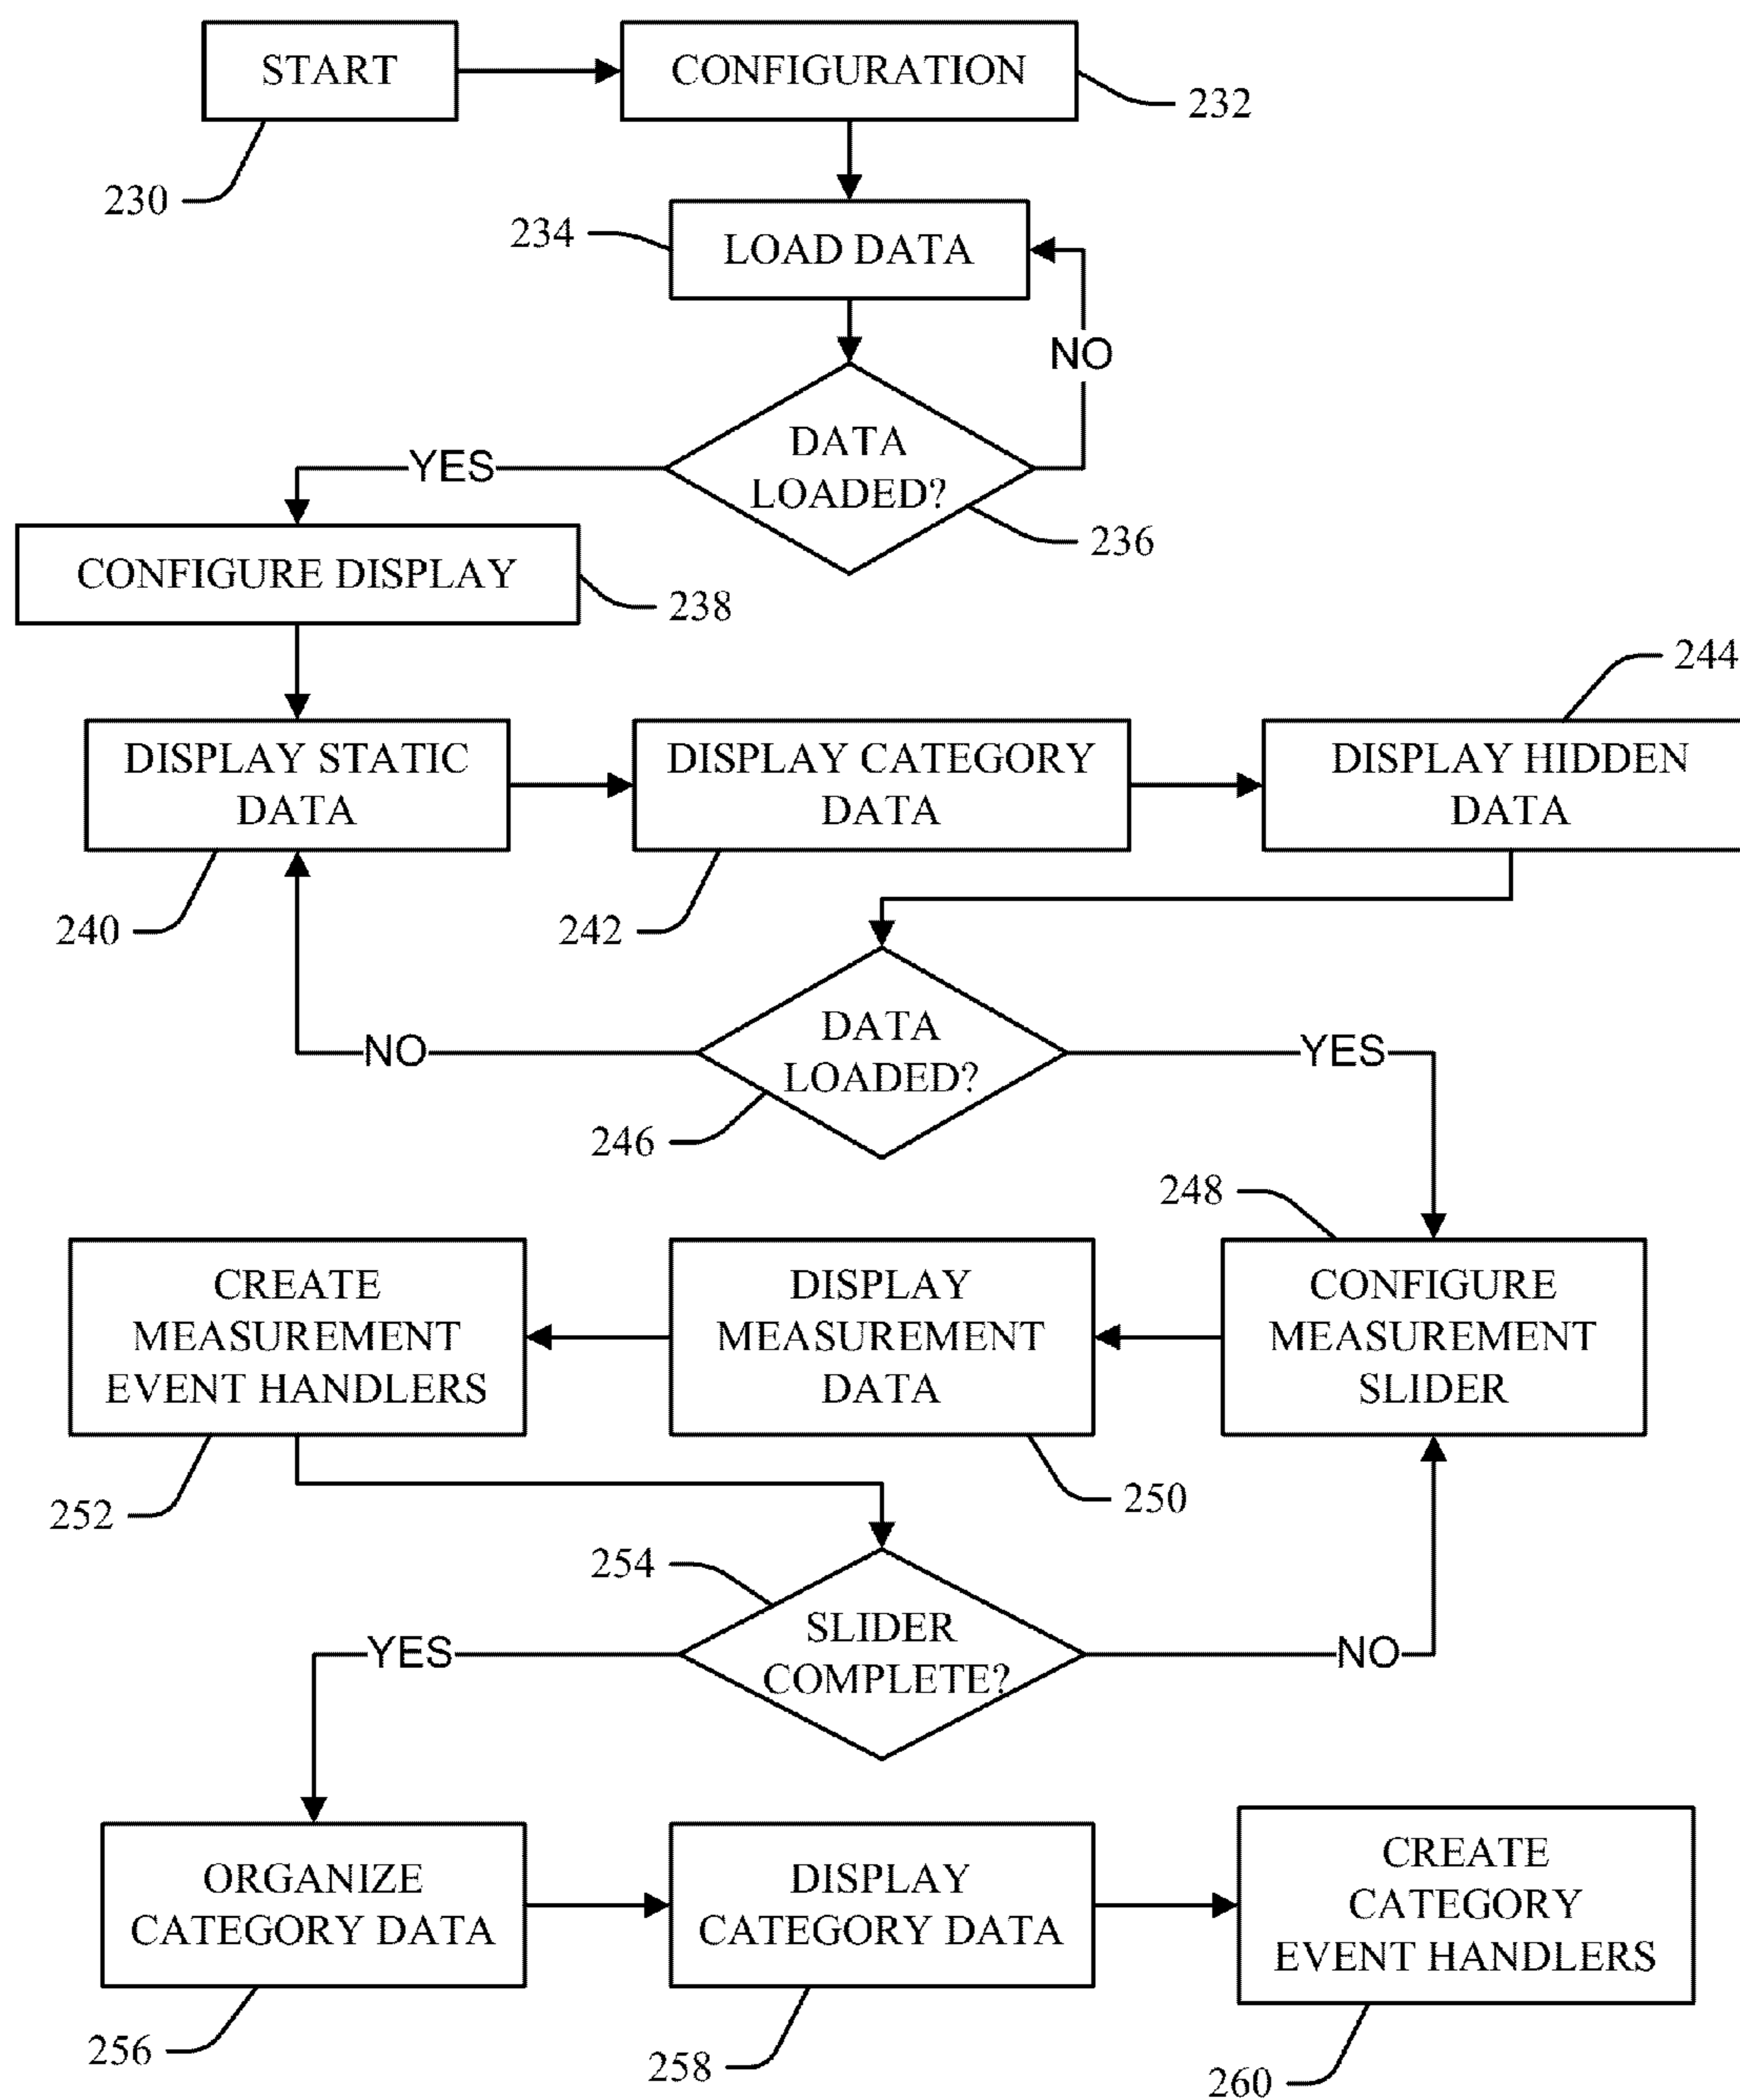 START
CONFIGURATION
232
230
234
LOAD DATA
NO
DATA
LOADED?
YES
236
CONFIGURE DISPLAY
238
244
DISPLAY STATIC
DATA
DISPLAY CATEGORY
DATA
DISPLAY HIDDEN
DATA
240
242
DATA
LOADED?
NO
YES
246
248
CREATE
MEASUREMENT
EVENT HANDLERS
DISPLAY
MEASUREMENT
DATA
CONFIGURE
MEASUREMENT
SLIDER
252
250
254
SLIDER
COMPLETE?
YES
NO
ORGANIZE
CATEGORY DATA
DISPLAY
CATEGORY DATA
CREATE
CATEGORY
EVENT HANDLERS
256
258
260